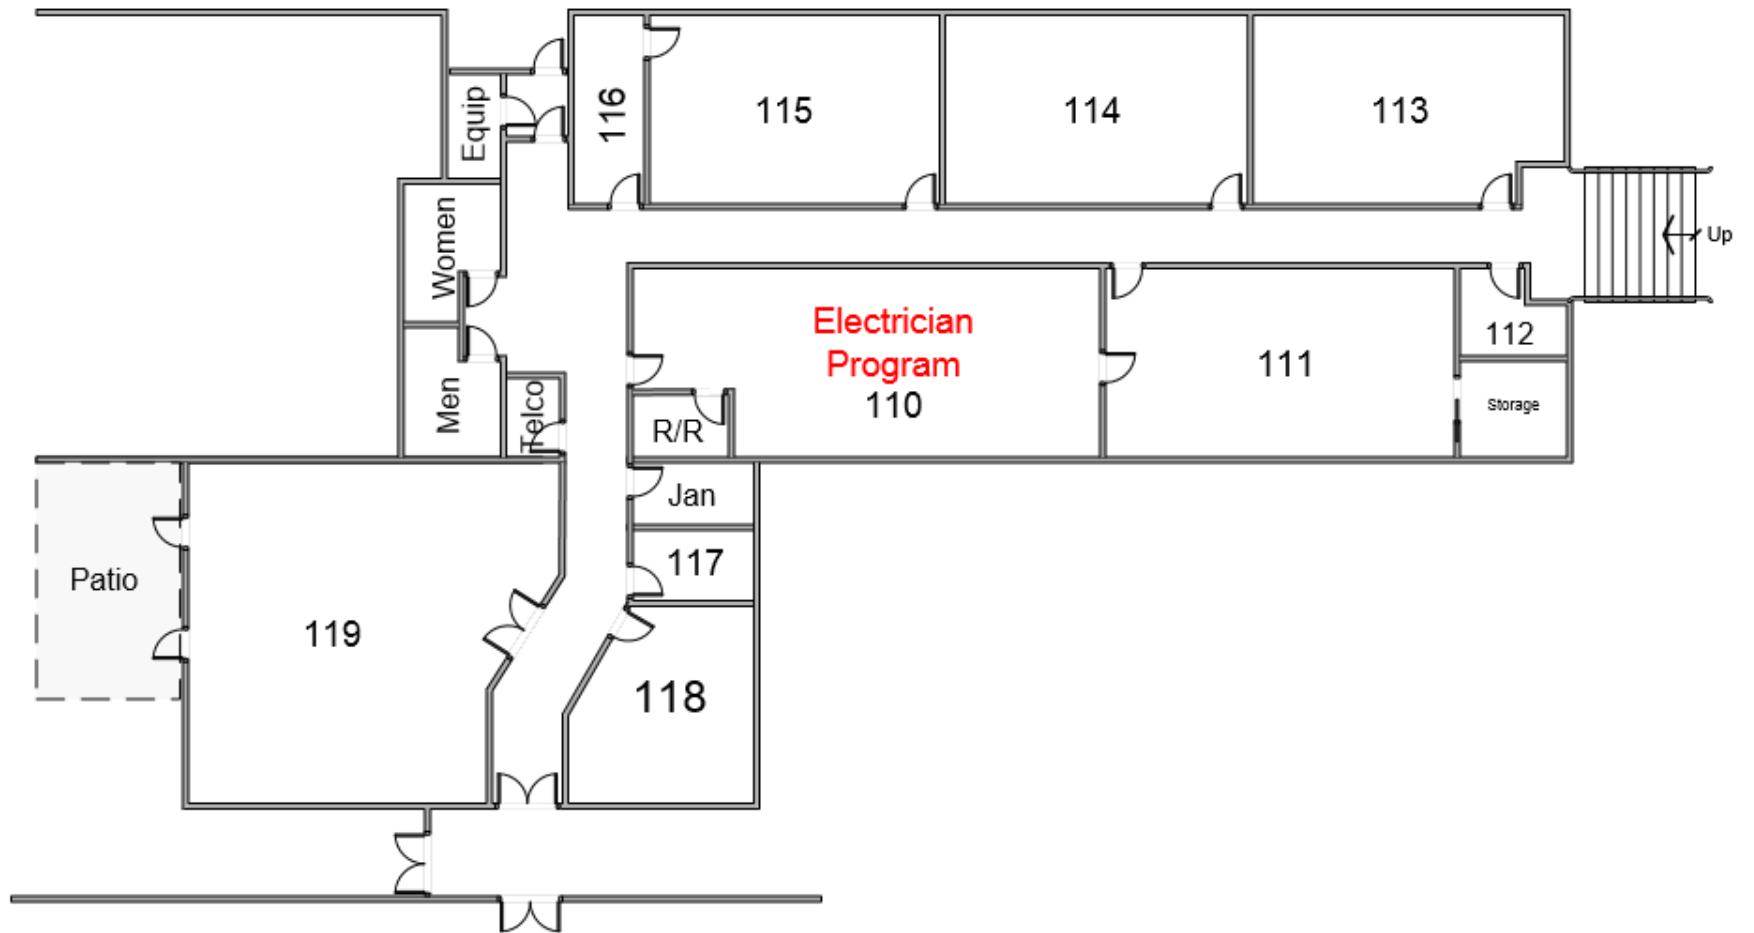 Equip
116
115
114
113
Women
Up
Electrician
Program
110
111
112
Storage
Men
Telco
R/R
Jan
117
Patio
119
118